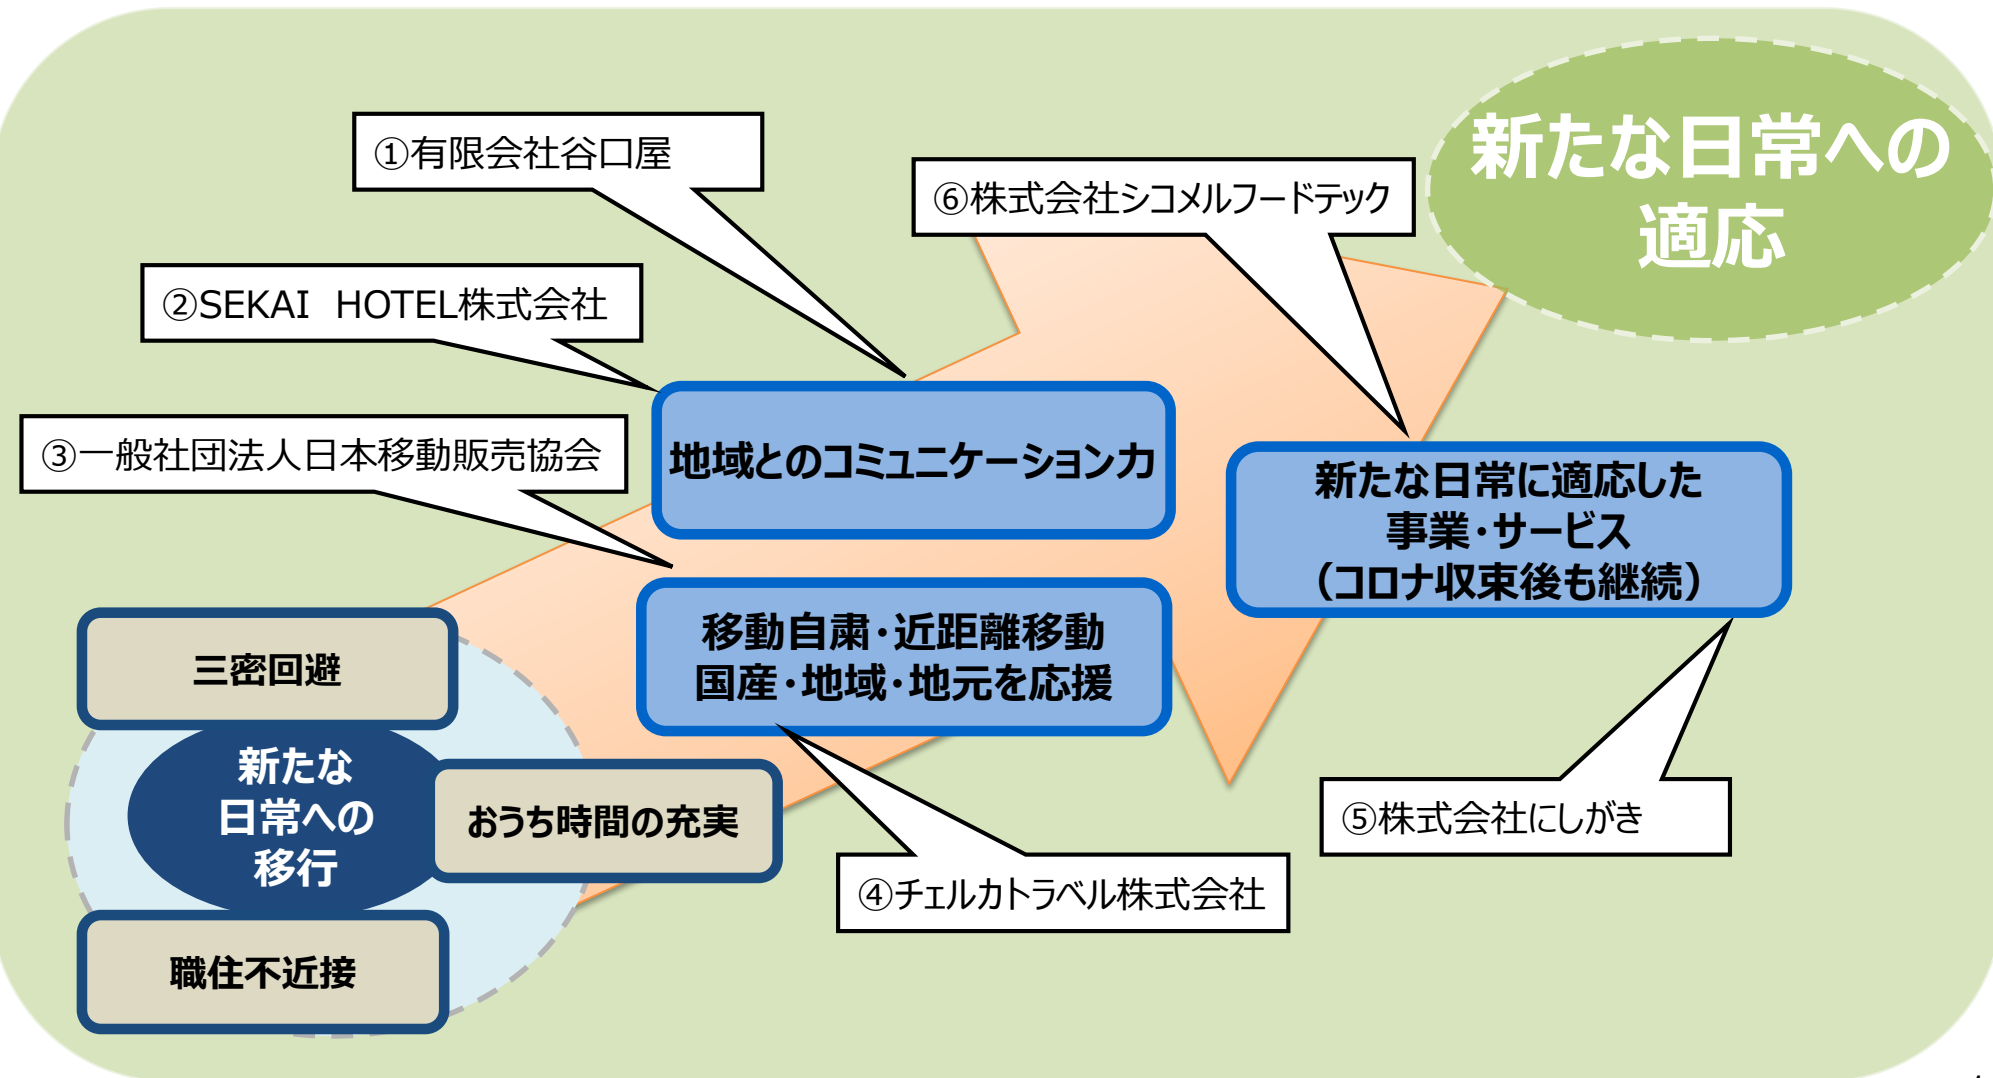 新たな日常への
適応
①有限会社谷口屋
⑥株式会社シコメルフードテック
②SEKAI　HOTEL株式会社
③一般社団法人日本移動販売協会
地域とのコミュニケーション力
新たな日常に適応した
事業・サービス
（コロナ収束後も継続）
移動自粛・近距離移動
国産・地域・地元を応援
三密回避
新たな
日常への
移行
おうち時間の充実
職住不近接
⑤株式会社にしがき
④チェルカトラベル株式会社